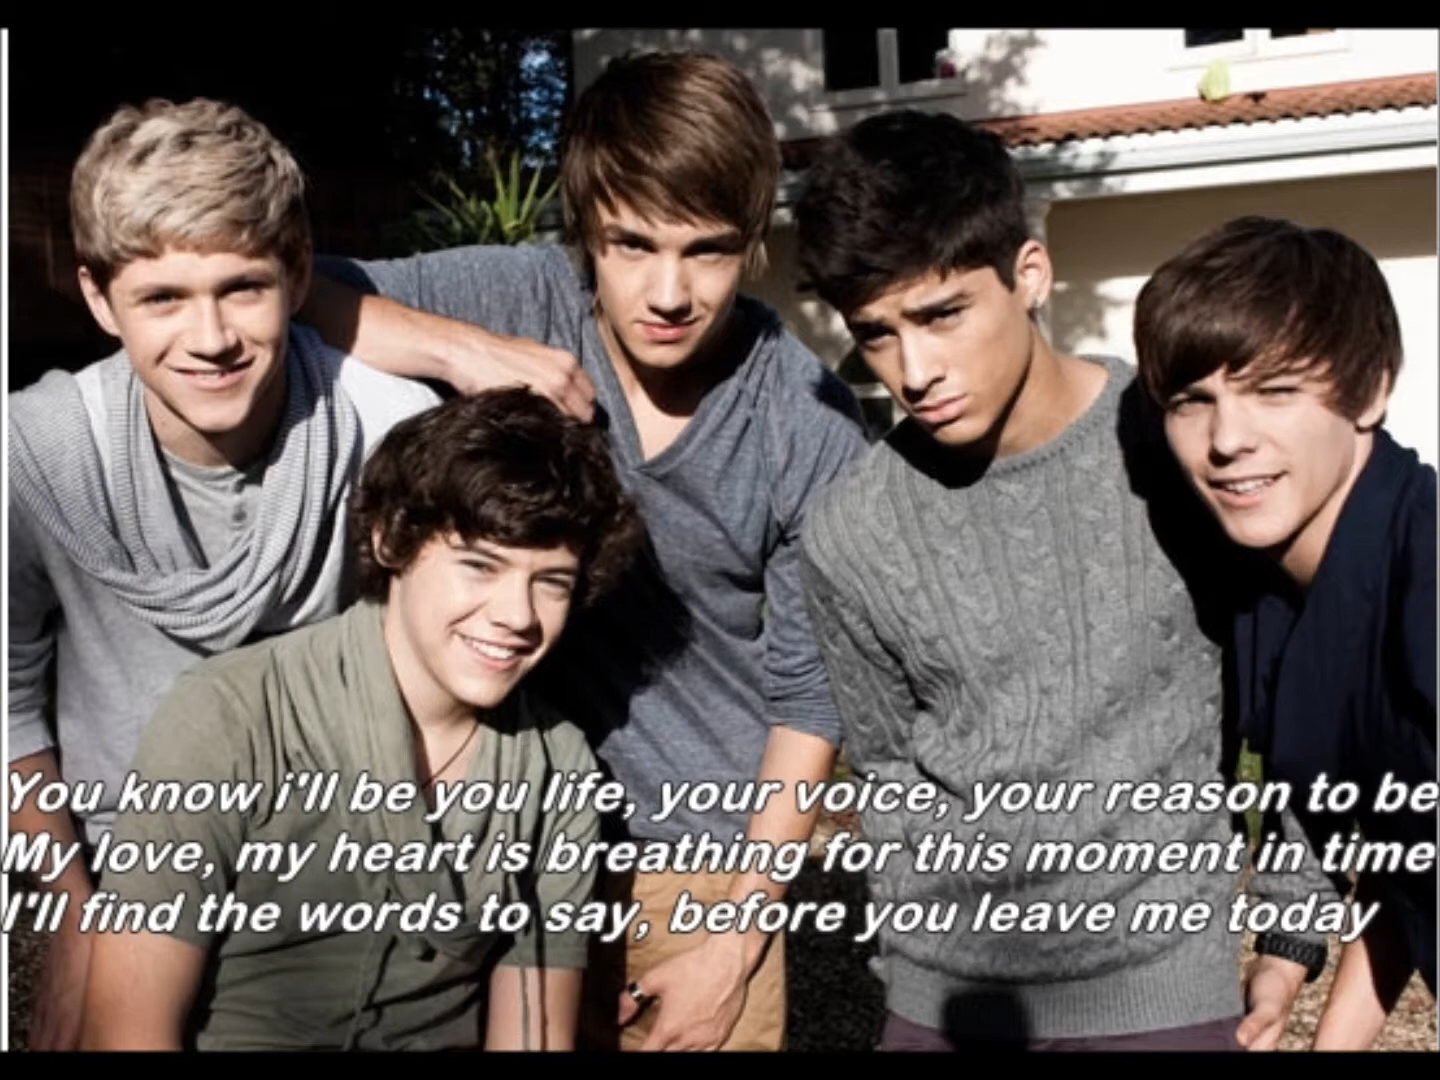 You know i'll be you life, your voice, your reason to be
My love, my heart is breathing for this moment in time
I'll find the words to say, before you leave me today